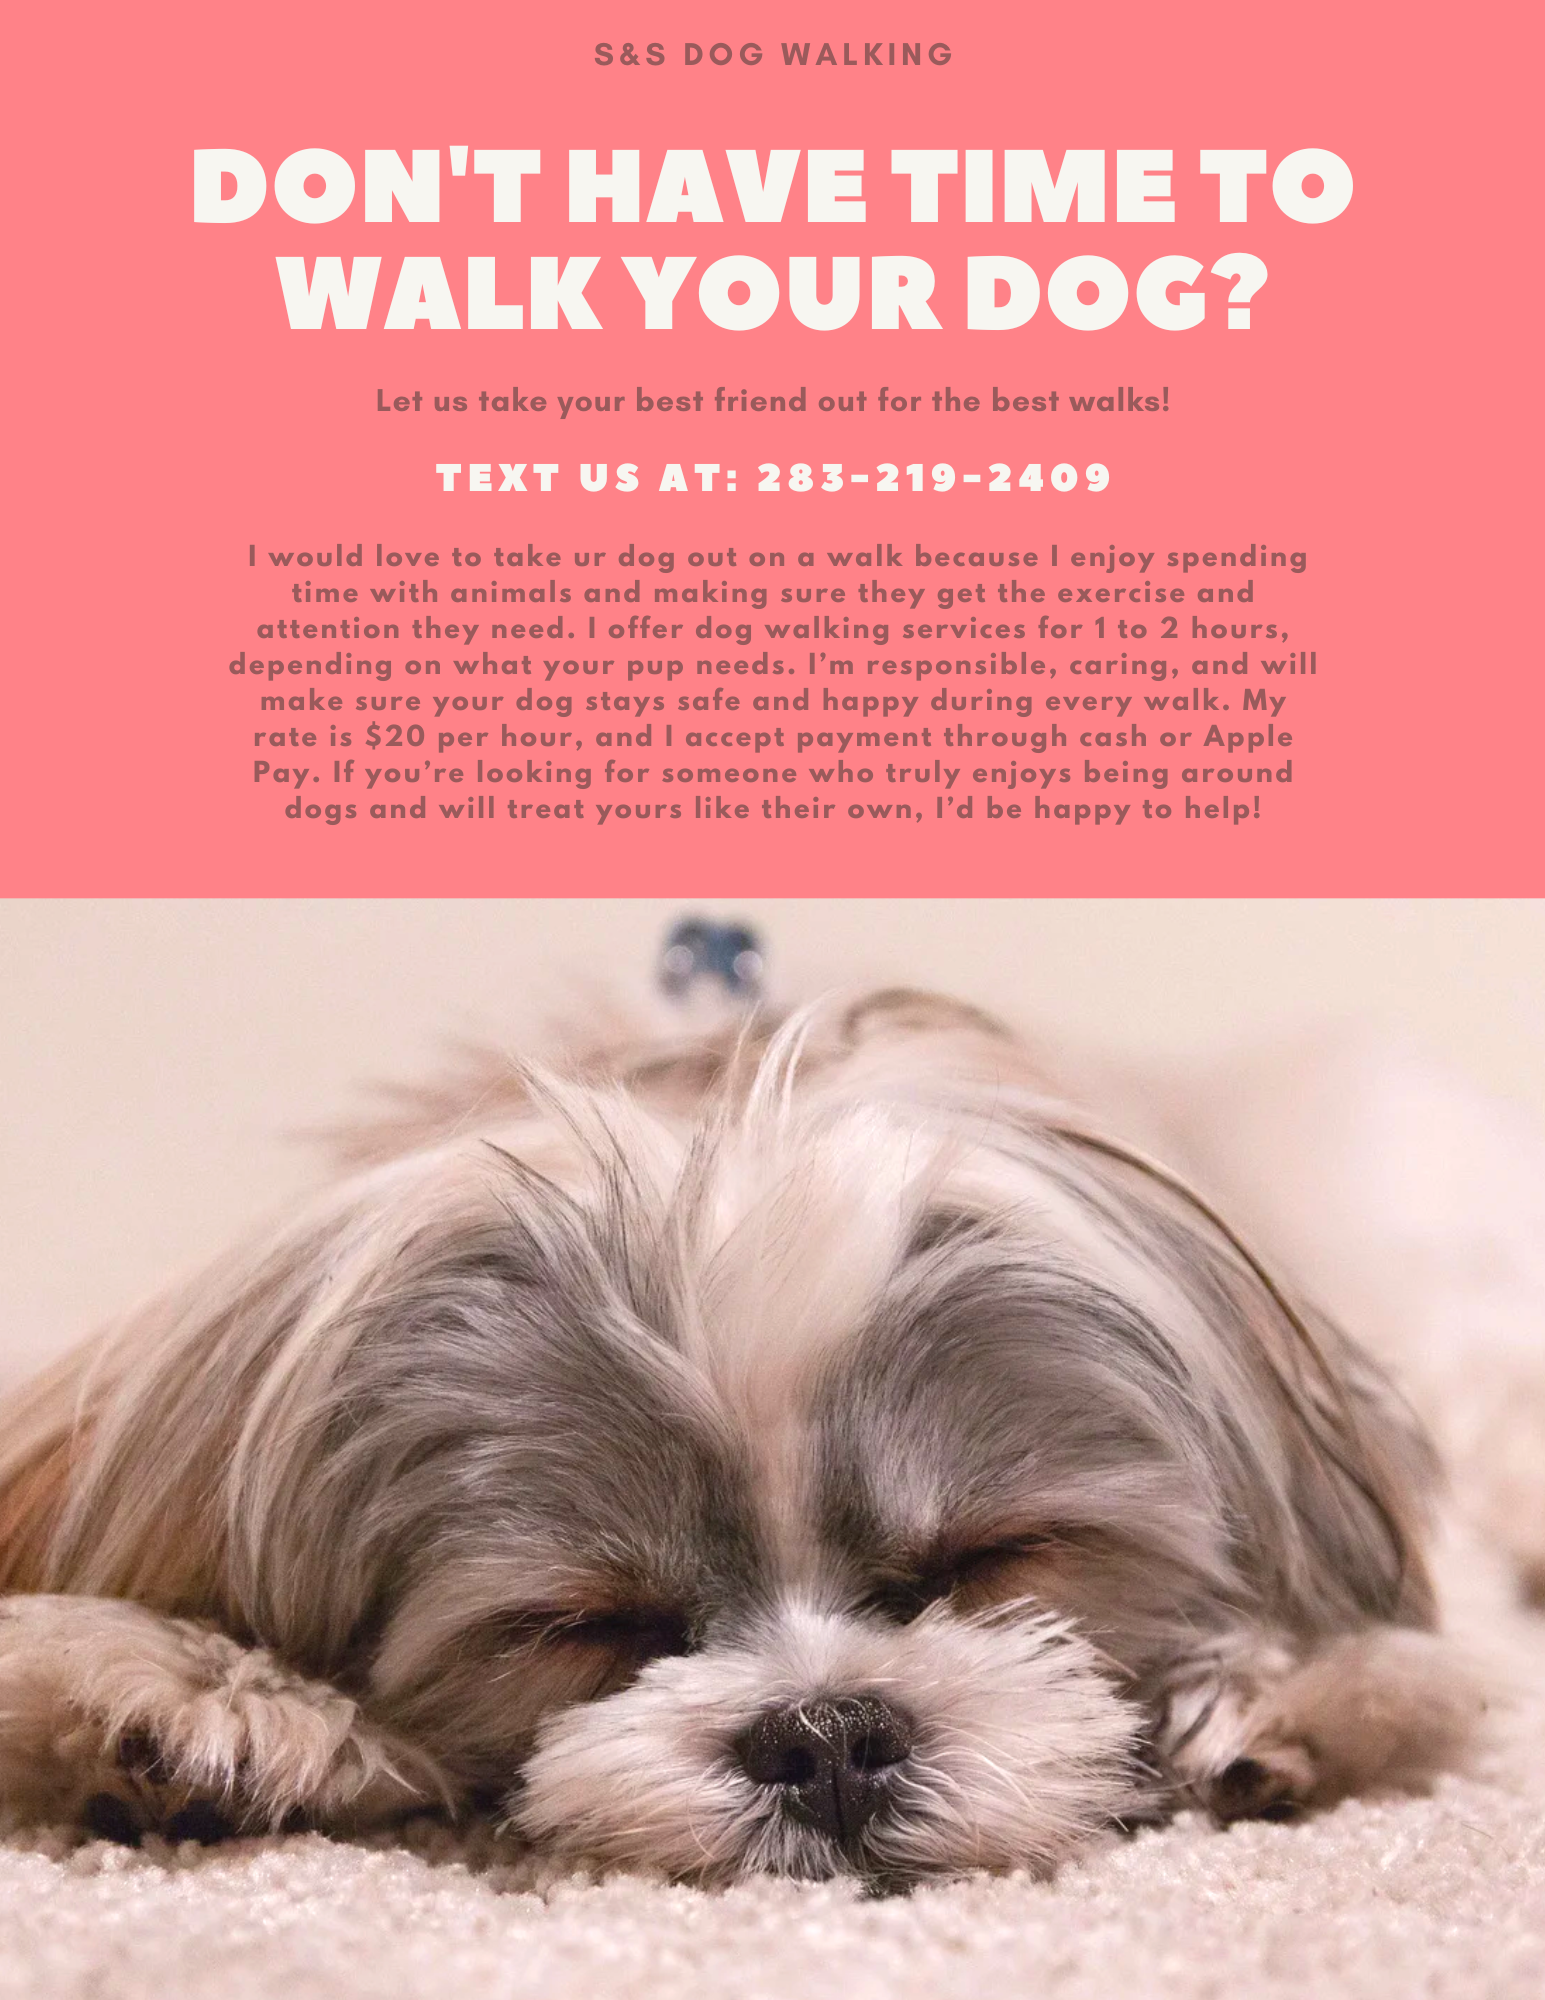 S&S DOG WALKING
DON'T HAVE TIME TO
WALK YOUR DOG?
Let us take your best friend out for the best walks!
TEXT US AT: 283-219-2409
I would love to take ur dog out on a walk because I enjoy spending
time with animals and making sure they get the exercise and
attention they need. I offer dog walking services for 1 to 2 hours,
depending on what your pup needs. I’m responsible, caring, and will
make sure your dog stays safe and happy during every walk. My
rate is $20 per hour, and I accept payment through cash or Apple
Pay. If you’re looking for someone who truly enjoys being around
dogs and will treat yours like their own, I’d be happy to help!